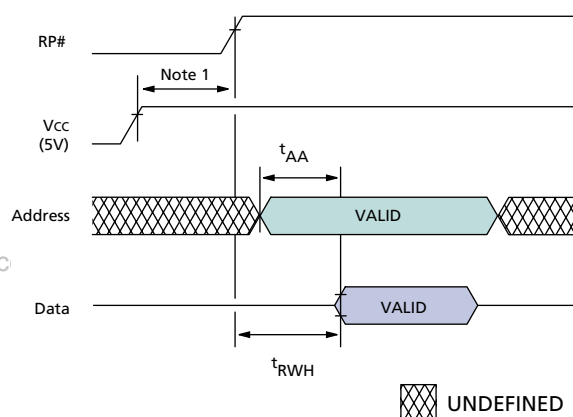 RP#
Note 1
Vcc
(5V)
tAA
Address
VALID
Data
VALID
tRWH
UNDEFINED